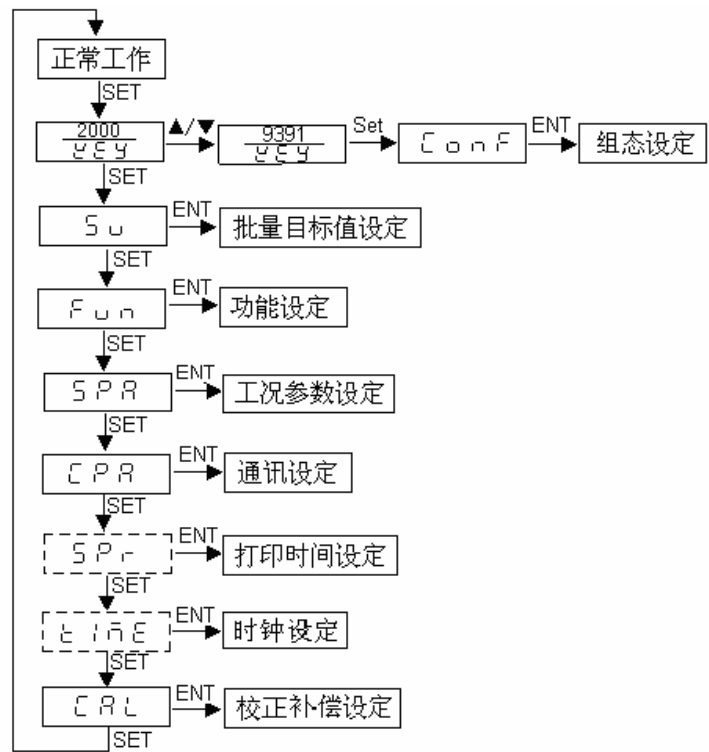 正常工作
SET
2000
KEY
▲/▼
9391
KEY
Set
ConF
ENT
组态设定
SET
Su
ENT
批量目标值设定
SET
Fun
ENT
功能设定
SET
SPA
ENT
工况参数设定
SET
CPA
ENT
通讯设定
SET
SPr
ENT
打印时间设定
SET
tIME
ENT
时钟设定
SET
CAL
ENT
校正补偿设定
SET